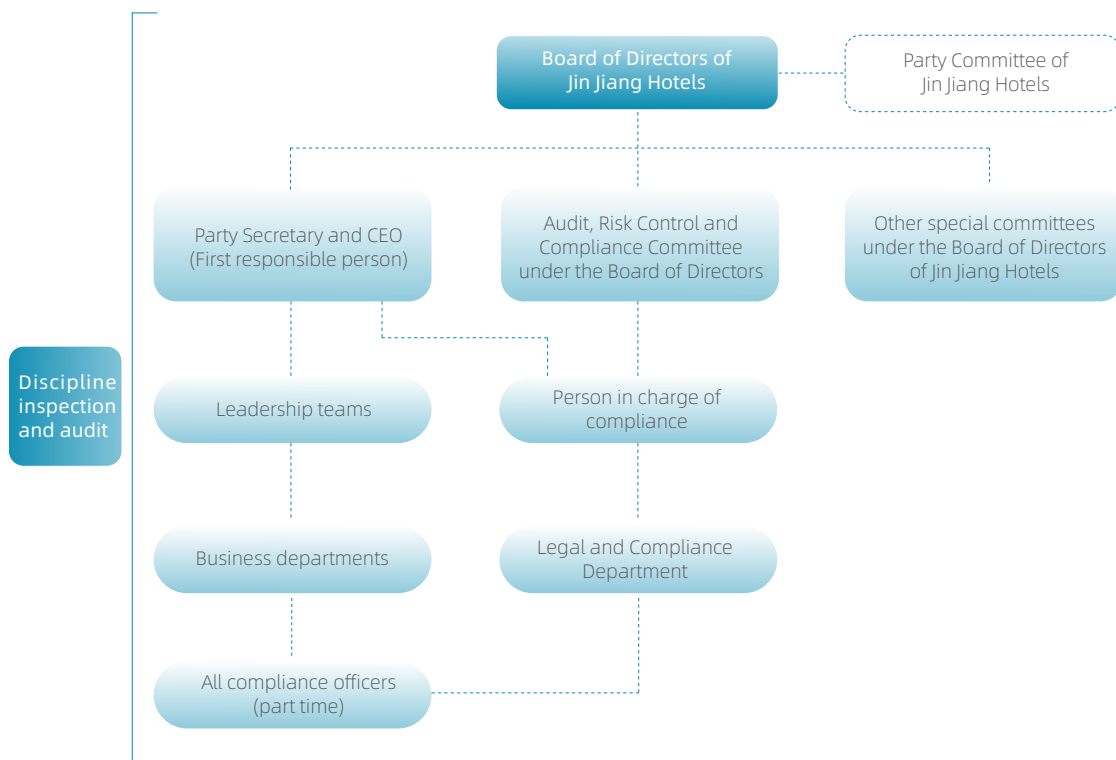 Board of Directors of
Jin Jiang Hotels
Party Committee of
Jin Jiang Hotels
Party Secretary and CEO
(First responsible person)
Audit, Risk Control and
Compliance Committee
under the Board of Directors
Other special committees
under the Board of Directors
of Jin Jiang Hotels
Discipline
inspection
and audit
Leadership teams
Person in charge of
compliance
Business departments
Legal and Compliance
Department
All compliance officers
(part time)